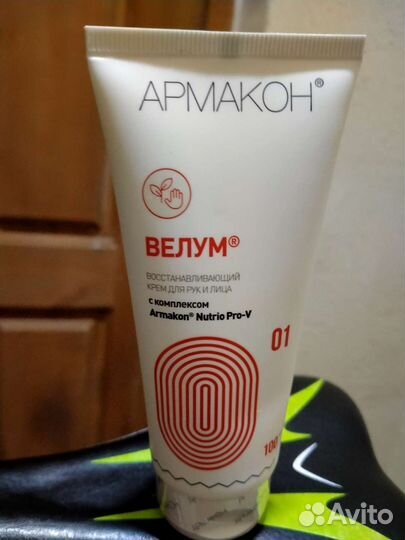 АРМАКОН®
ВЕЛУМ®
ВОССТАНАВЛИВАЮЩИЙ
КРЕМ ДЛЯ РУК И ЛИЦА
С КОМПЛЕКСОМ
Armakon® Nutrio Pro-V
01
100
Avito